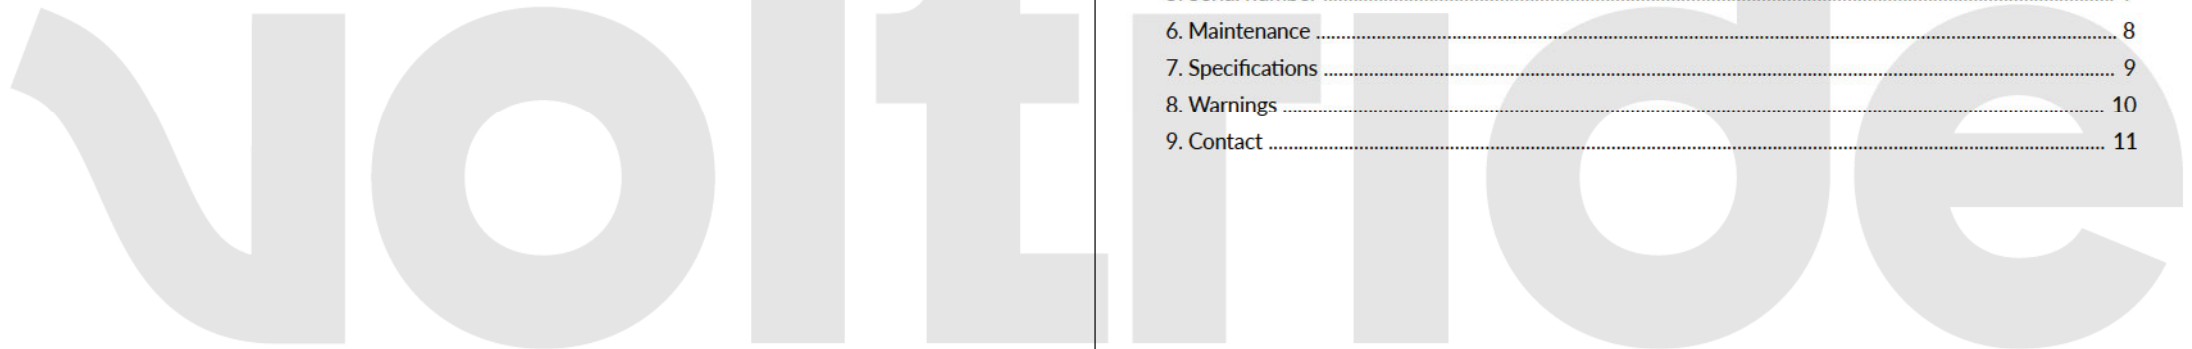 voltride
6. Maintenance ........ 8
7. Specifications ........ 9
8. Warnings ........ 10
9. Contact ........ 11